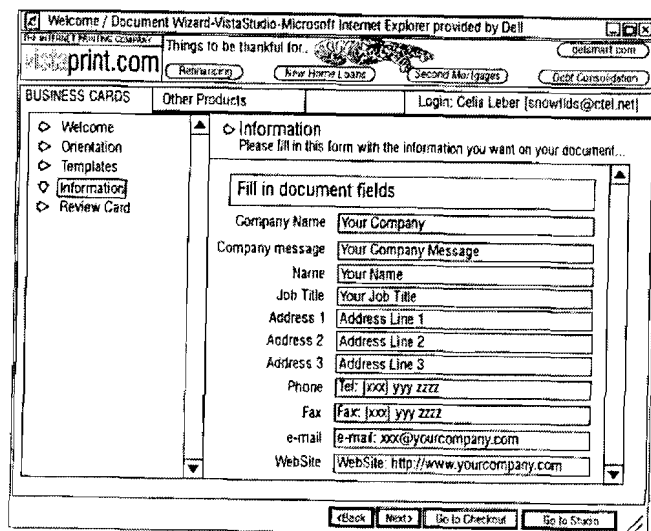 Welcome / Document Wizard-VistaStudio-Microsoft Internet Explorer provided by Dell
THE INTERNET PRINTING COMPANY
vistaprint.com
Things to be thankful for..
getsmart.com
Refinancing
New Home Loans
Second Mortgages
Debt Consolidation
BUSINESS CARDS
Other Products
Login: Celia Leber [snowflds@ctel.net]
Welcome
Orientation
Templates
Information
Review Card
Information
Please fill in this form with the information you want on your document...
Fill in document fields
Company Name Your Company
Company message Your Company Message
Name Your Name
Job Title Your Job Title
Address 1 Address Line 1
Address 2 Address Line 2
Address 3 Address Line 3
Phone Tel: (xxx) yyy zzzz
Fax Fax: (xxx) yyy zzzz
e-mail e-mail: xxx@yourcompany.com
WebSite WebSite: http://www.yourcompany.com
<Back Next> Go to Checkout Go to Studio